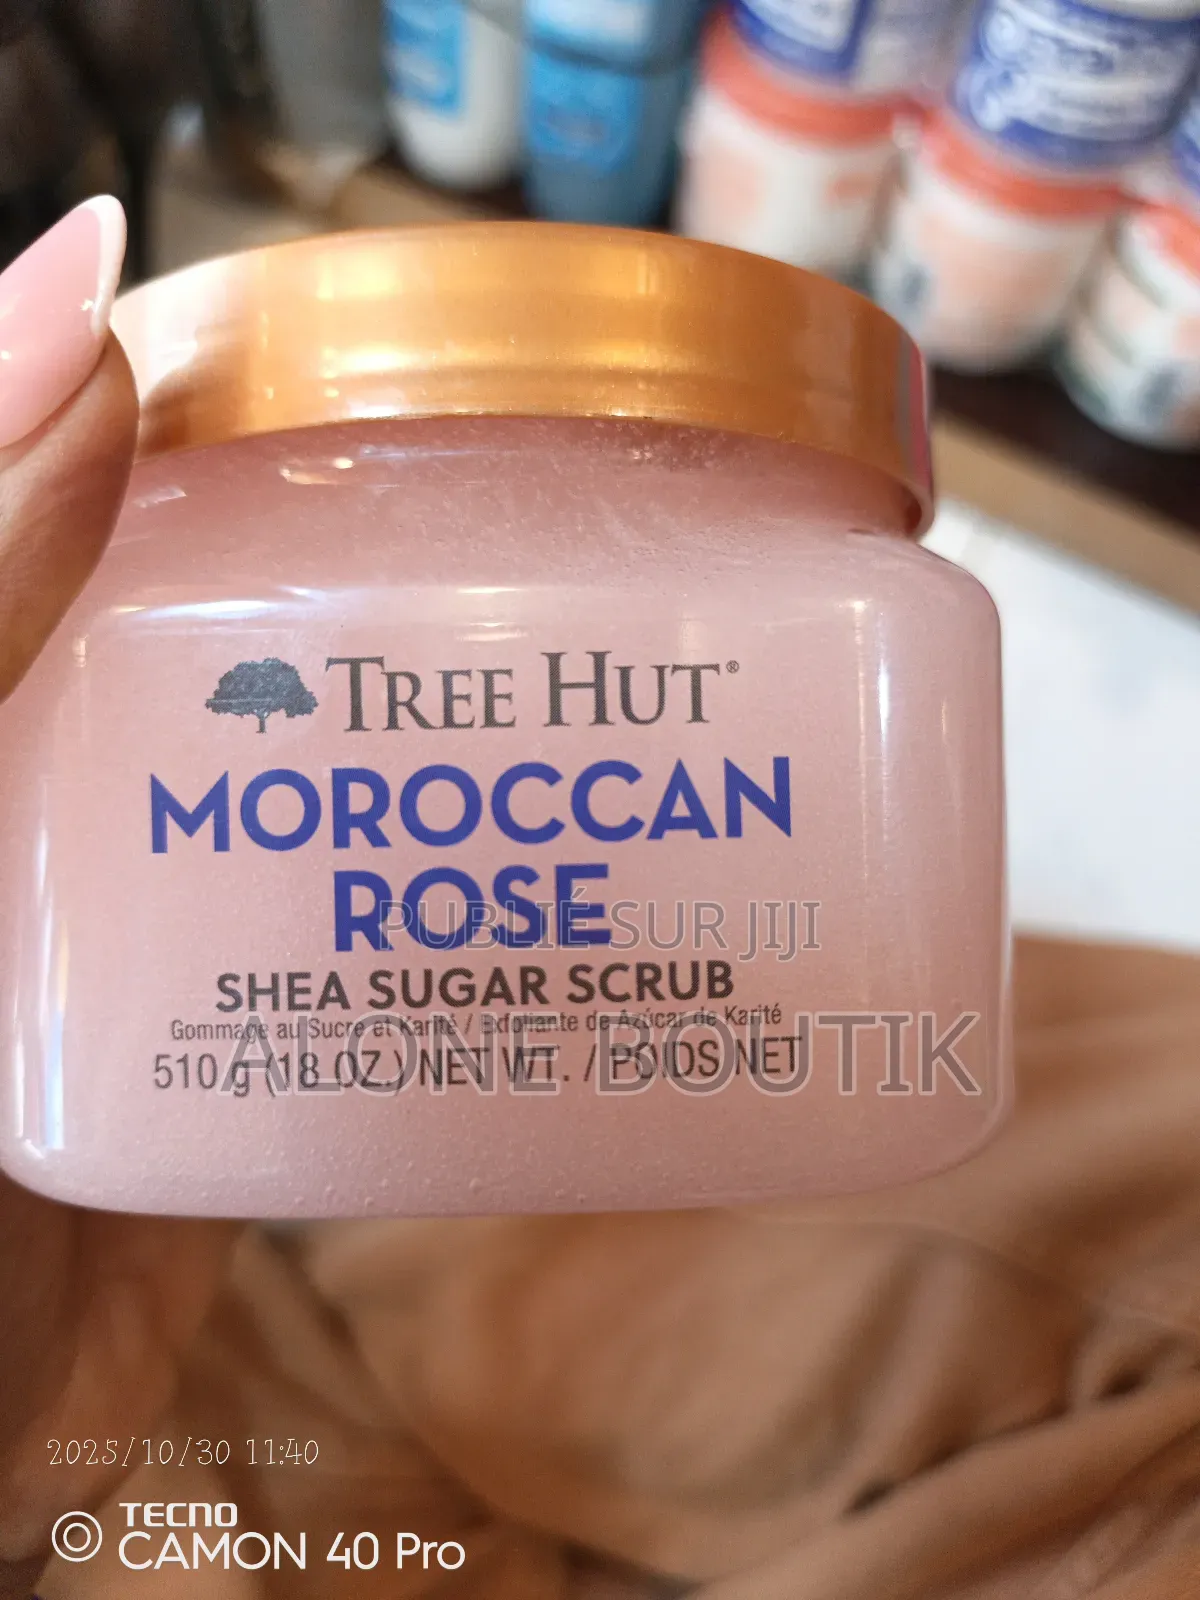 TREE HUT®
MOROCCAN
ROSE
PUBLIÉ SUR JIJI
SHEA SUGAR SCRUB
Gommage au Sucre et Karité / Exfoliante de Azúcar de Karité
ALONE BOUTIK
510 g (18 OZ.) NET WT. / POIDS NET
2025/10/30 11:40
TECNO
CAMON 40 Pro